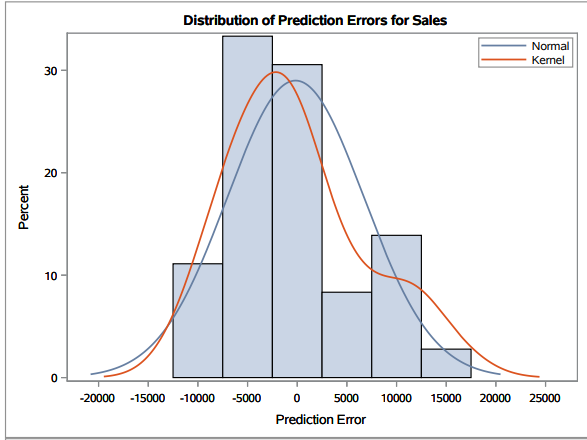 Distribution of Prediction Errors for Sales
Normal
Kernel
30
20
10
0
Percent
-20000 -15000 -10000 -5000 0 5000 10000 15000 20000 25000
Prediction Error